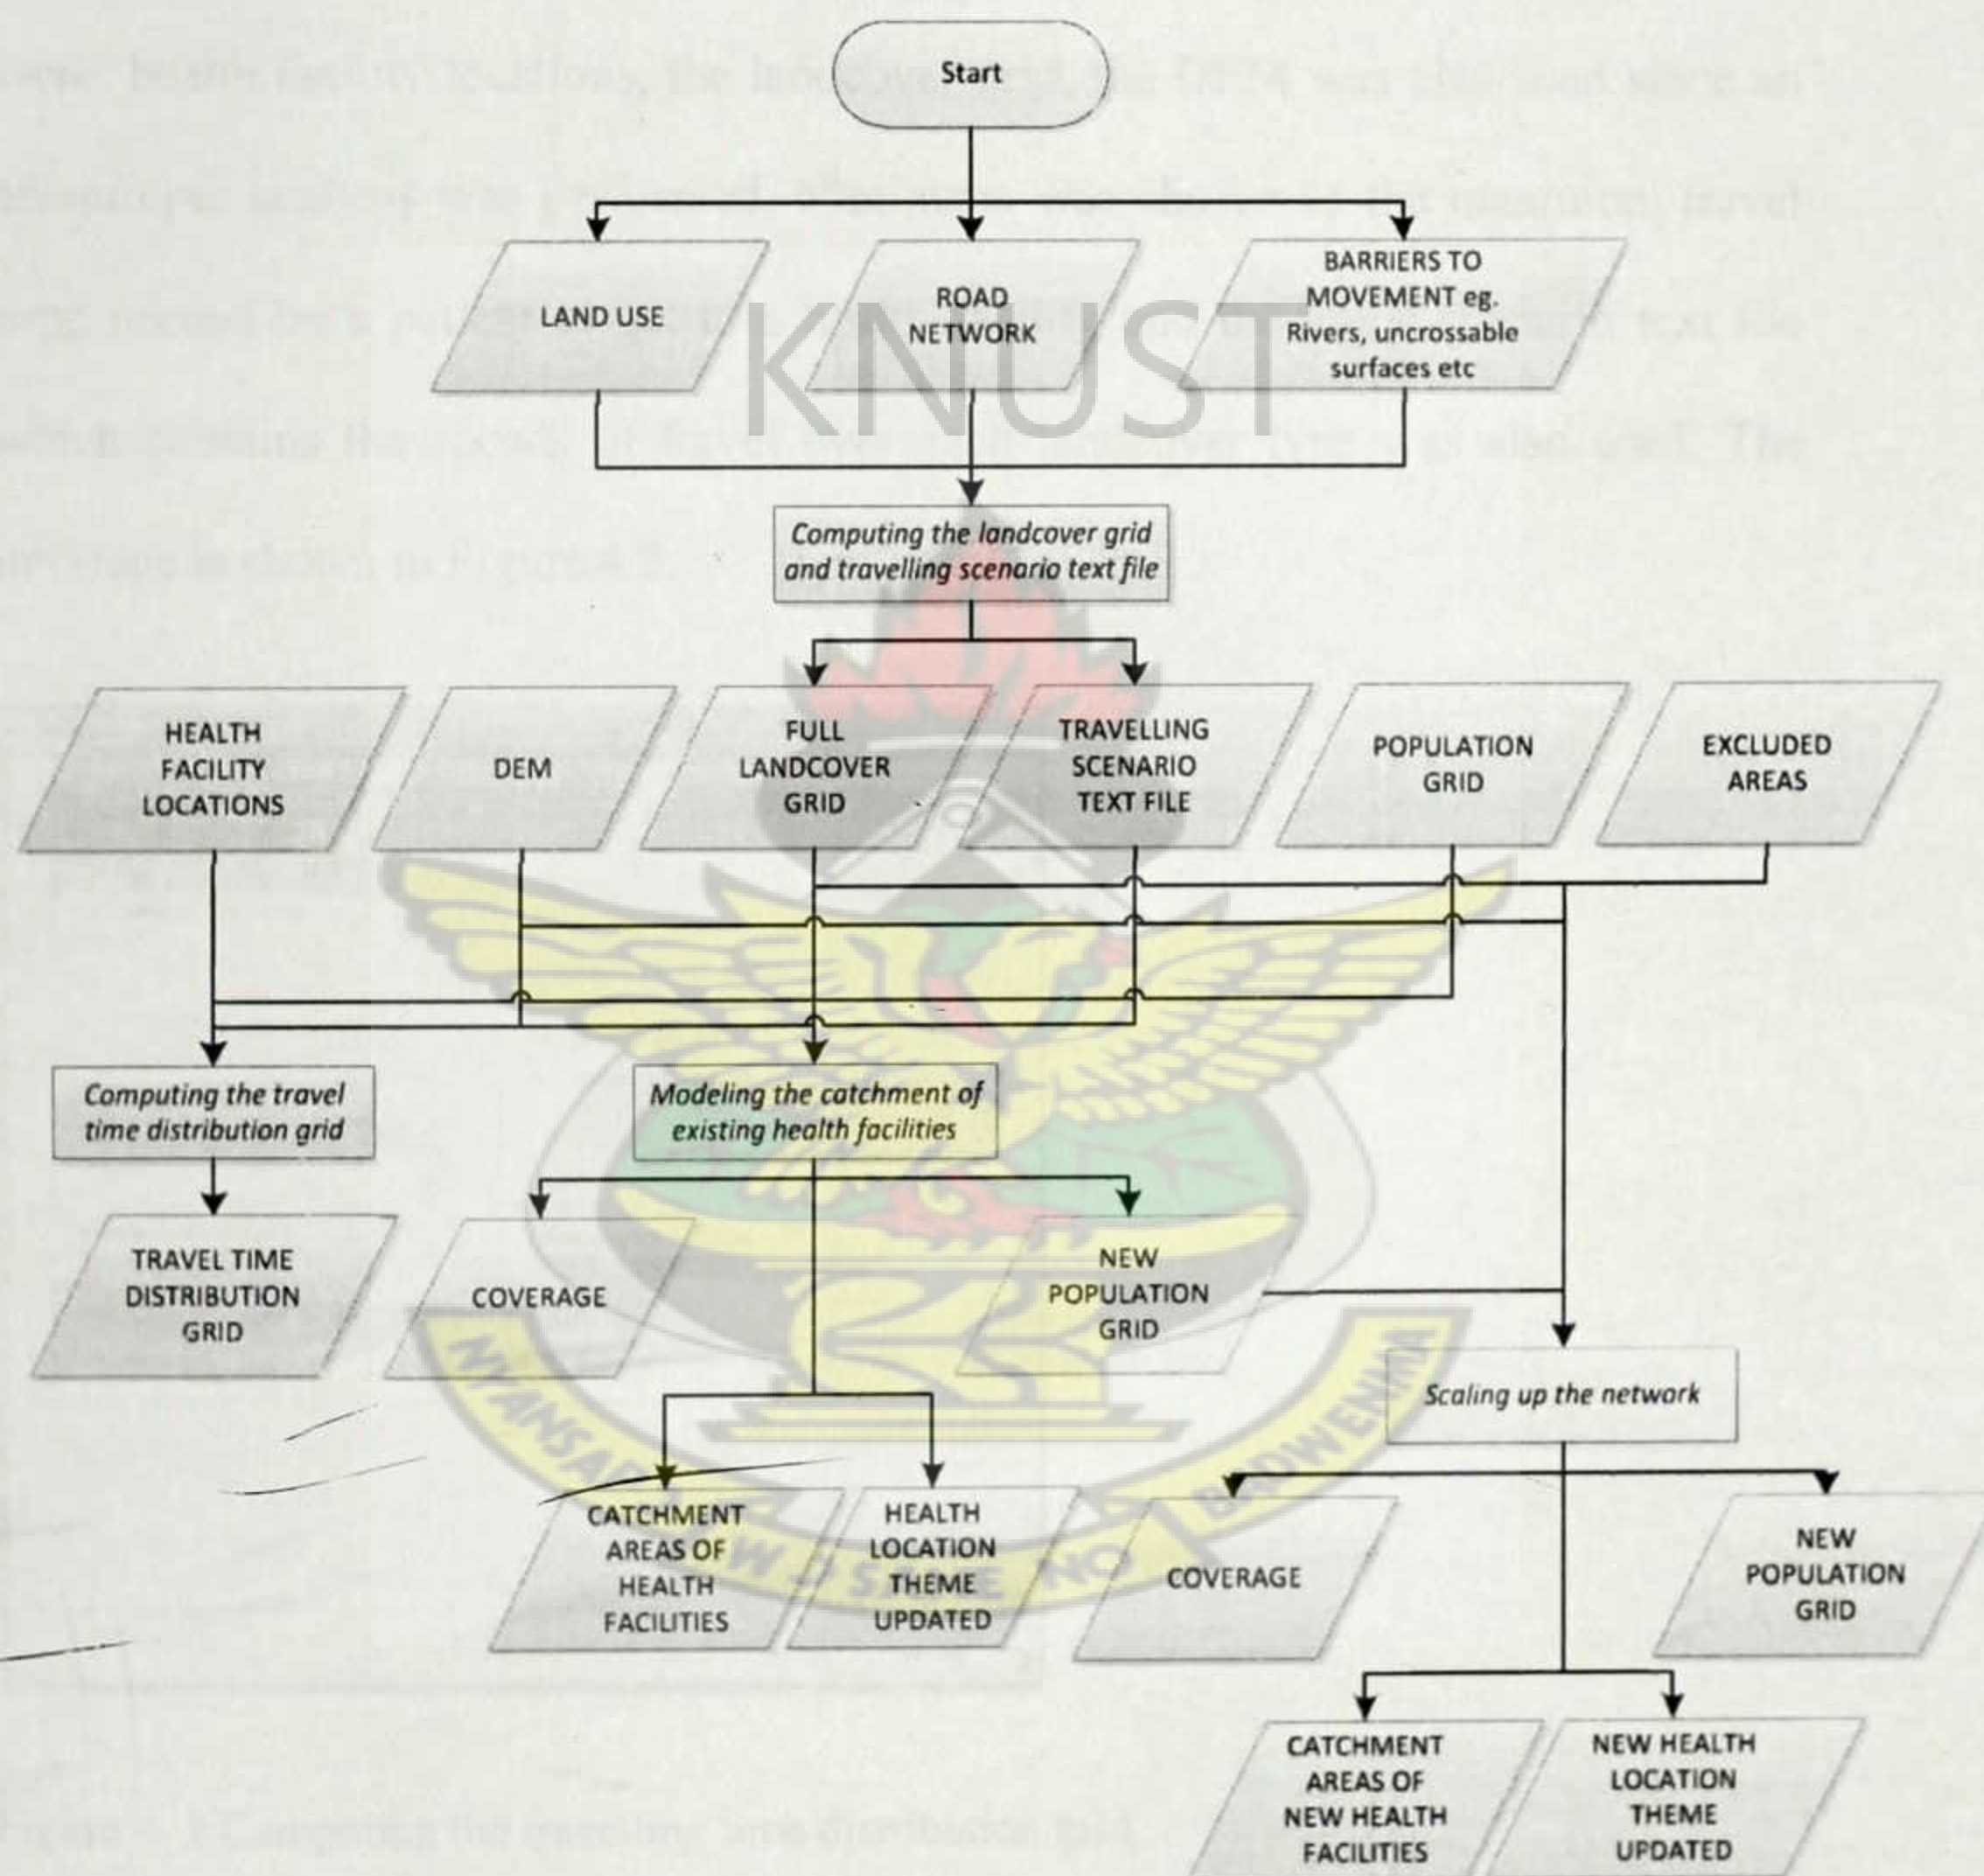 Start
LAND USE
ROAD
NETWORK
BARRIERS TO
MOVEMENT eg.
Rivers, uncrossable
surfaces etc
KNUST
Computing the landcover grid
and travelling scenario text file
HEALTH
FACILITY
LOCATIONS
DEM
FULL
LANDCOVER
GRID
TRAVELLING
SCENARIO
TEXT FILE
POPULATION
GRID
EXCLUDED
AREAS
Computing the travel
time distribution grid
Modeling the catchment of
existing health facilities
TRAVEL TIME
DISTRIBUTION
GRID
COVERAGE
NEW
POPULATION
GRID
Scaling up the network
CATCHMENT
AREAS OF
HEALTH
FACILITIES
HEALTH
LOCATION
THEME
UPDATED
COVERAGE
NEW
POPULATION
GRID
CATCHMENT
AREAS OF
NEW HEALTH
FACILITIES
NEW HEALTH
LOCATION
THEME
UPDATED
NO BADWENMA